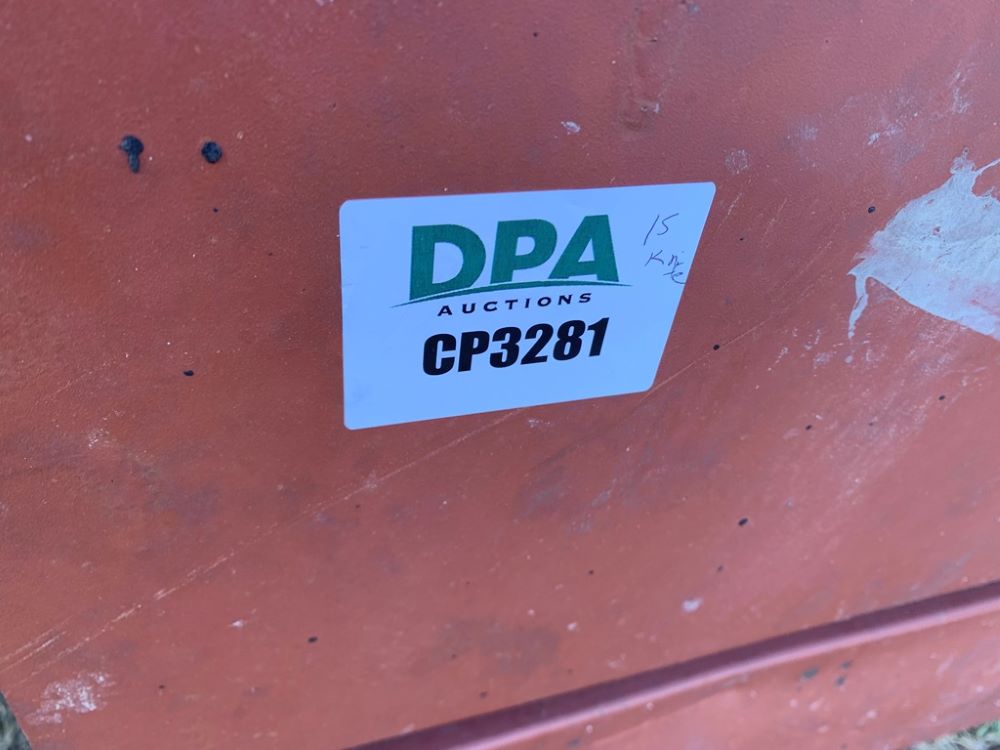 DPA
AUCTIONS
CP3281
15